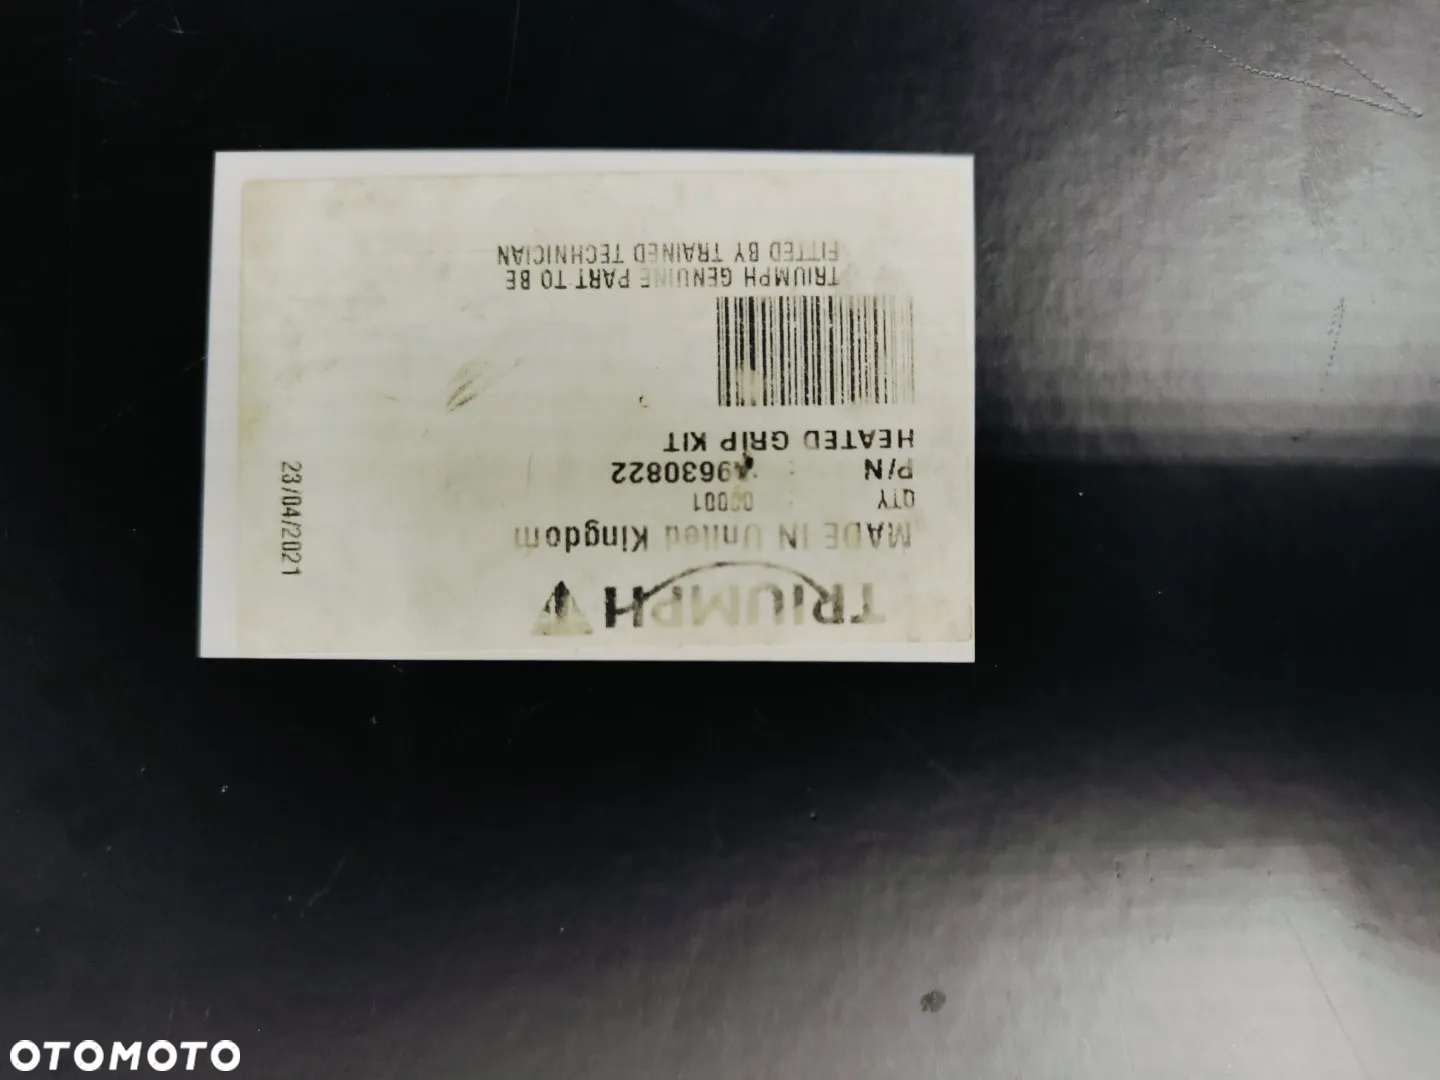 TRIUMPH
MADE IN United Kingdom
QTY : 00001
P/N : A9630822
HEATED GRIP KIT
TRIUMPH GENUINE PART TO BE
FITTED BY TRAINED TECHNICIAN
23/04/2021
OTOMOTO